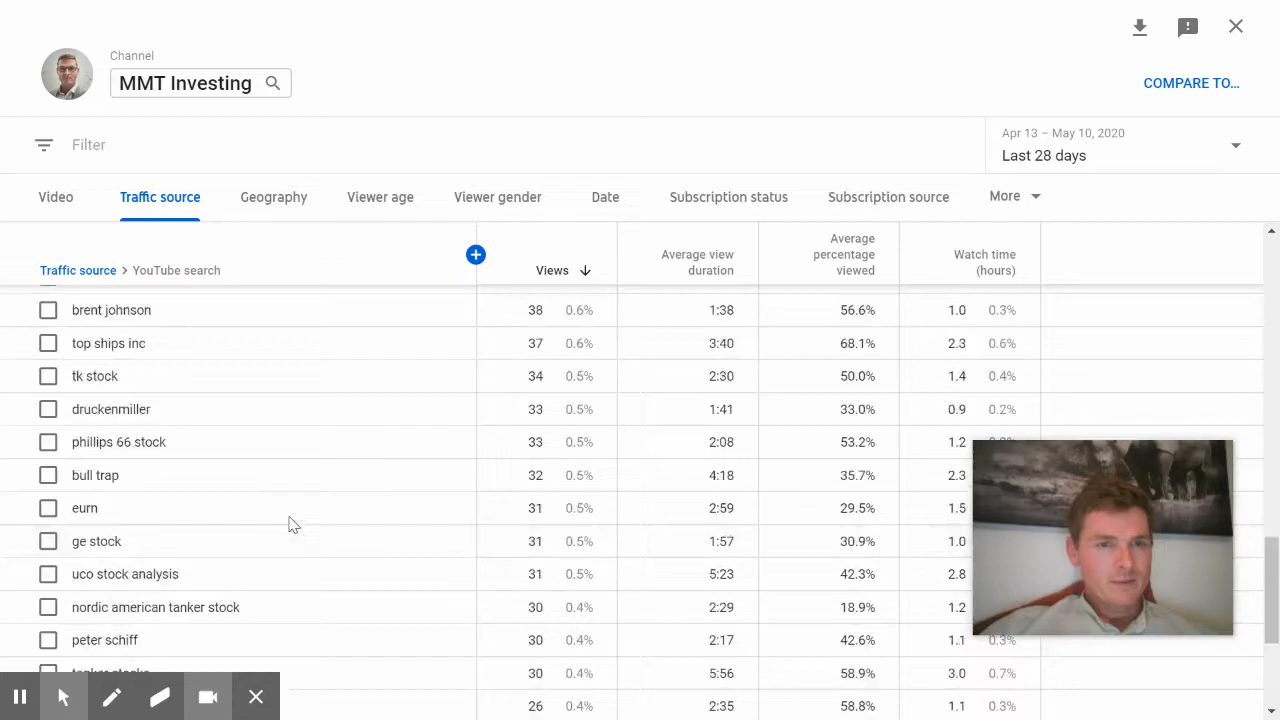 Channel
MMT Investing
COMPARE TO...
Filter
Apr 13 – May 10, 2020
Last 28 days
Video Traffic source Geography Viewer age Viewer gender Date Subscription status Subscription source More
Traffic source > YouTube search Views Average view duration Average percentage viewed Watch time (hours)
brent johnson 38 0.6% 1:38 56.6% 1.0 0.3%
top ships inc 37 0.6% 3:40 68.1% 2.3 0.6%
tk stock 34 0.5% 2:30 50.0% 1.4 0.4%
druckenmiller 33 0.5% 1:41 33.0% 0.9 0.2%
phillips 66 stock 33 0.5% 2:08 53.2% 1.2
bull trap 32 0.5% 4:18 35.7% 2.3
eurn 31 0.5% 2:59 29.5% 1.5
ge stock 31 0.5% 1:57 30.9% 1.0
uco stock analysis 31 0.5% 5:23 42.3% 2.8
nordic american tanker stock 30 0.4% 2:29 18.9% 1.2
peter schiff 30 0.4% 2:17 42.6% 1.1 0.3%
30 0.4% 5:56 58.9% 3.0 0.7%
26 0.4% 2:35 58.8% 1.1 0.3%